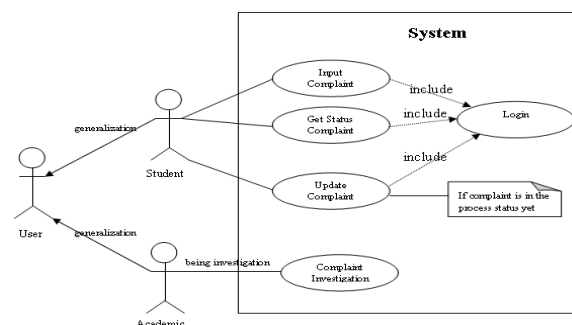 System
Input
Complaint
include
Get Status
Complaint
include
Login
generalization
Student
include
Update
Complaint
If complaint is in the
process status yet
User
generalization
being investigation
Complaint
Investigation
Academic